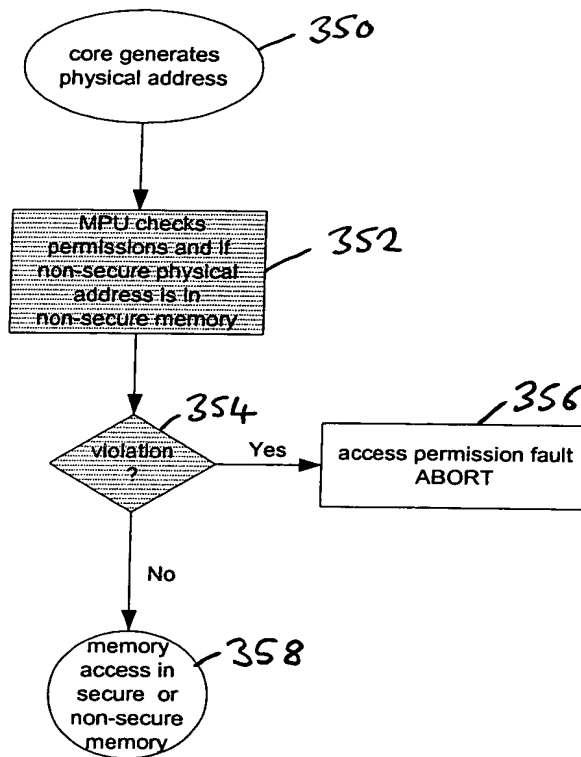 core generates
physical address
350
MPU checks
permissions and if
non-secure physical
address is in
non-secure memory
352
violation
?
354
Yes
access permission fault
ABORT
356
No
memory
access in
secure or
non-secure
memory
358